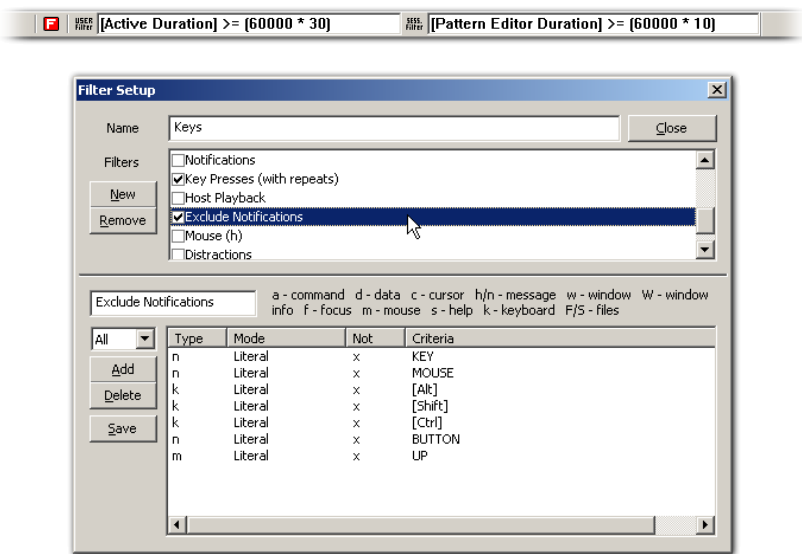 F USER Filter [Active Duration] >= (60000 * 30) SESS. Filter [Pattern Editor Duration] >= (60000 * 10)
Filter Setup
Name Keys Close
Filters Notifications
Key Presses (with repeats)
New Host Playback
Remove Exclude Notifications
Mouse (h)
Distractions
Exclude Notifications a - command d - data c - cursor h/n - message w - window W - window
info f - focus m - mouse s - help k - keyboard F/S - files
All Type Mode Not Criteria
n Literal x KEY
Add n Literal x MOUSE
k Literal x [Alt]
Delete k Literal x [Shift]
k Literal x [Ctrl]
Save n Literal x BUTTON
m Literal x UP